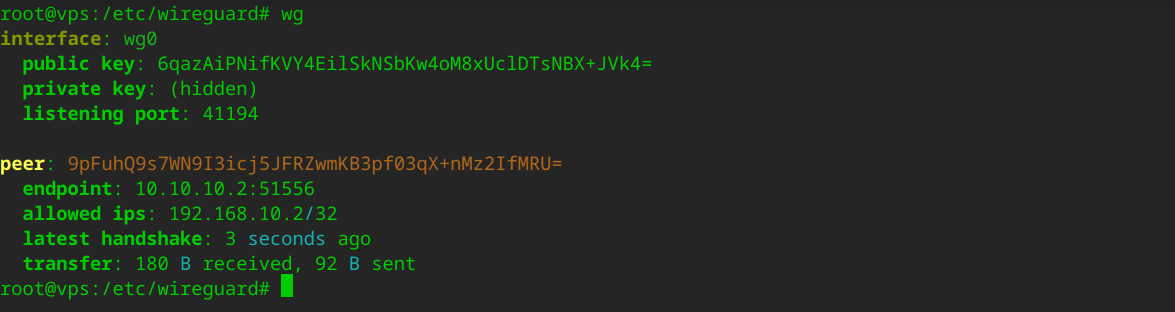 root@vps:/etc/wireguard# wg
interface: wg0
  public key: 6qazAiPNifKVY4EilSkNSbKw4oM8xUclDTsNBX+JVk4=
  private key: (hidden)
  listening port: 41194

peer: 9pFuhQ9s7WN9I3icj5JFRZwmKB3pf03qX+nMz2IfMRU=
  endpoint: 10.10.10.2:51556
  allowed ips: 192.168.10.2/32
  latest handshake: 3 seconds ago
  transfer: 180 B received, 92 B sent
root@vps:/etc/wireguard#